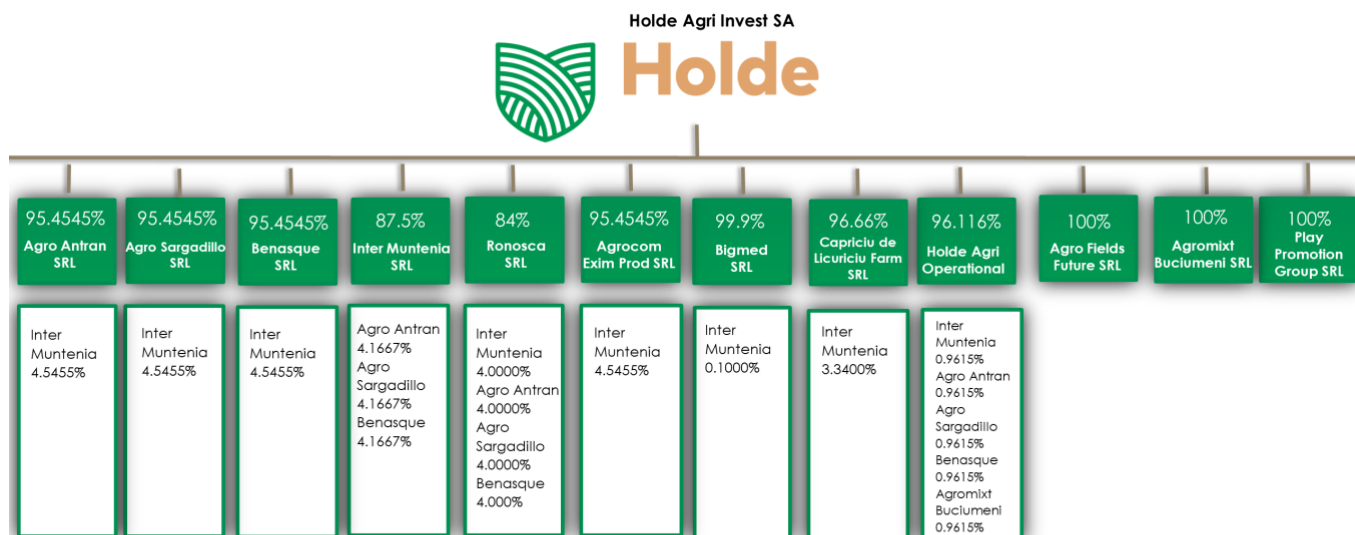 Holde Agri Invest SA
Holde
95.4545%
Agro Antran
SRL
95.4545%
Agro Sargadillo
SRL
95.4545%
Benasque
SRL
87.5%
Inter Muntenia
SRL
84%
Ronosca
SRL
95.4545%
Agrocom
Exim Prod SRL
99.9%
Bigmed
SRL
96.66%
Capriciu de
Licuriciu Farm
SRL
96.116%
Holde Agri
Operational
100%
Agro Fields
Future SRL
100%
Agromixt
Buciumeni SRL
100%
Play
Promotion
Group SRL
Inter
Muntenia
4.5455%
Inter
Muntenia
4.5455%
Inter
Muntenia
4.5455%
Agro Antran
4.1667%
Agro
Sargadillo
4.1667%
Benasque
4.1667%
Inter
Muntenia
4.0000%
Agro Antran
4.0000%
Agro
Sargadillo
4.0000%
Benasque
4.000%
Inter
Muntenia
4.5455%
Inter
Muntenia
0.1000%
Inter
Muntenia
3.3400%
Inter
Muntenia
0.9615%
Agro Antran
0.9615%
Agro
Sargadillo
0.9615%
Benasque
0.9615%
Agromixt
Buciumeni
0.9615%